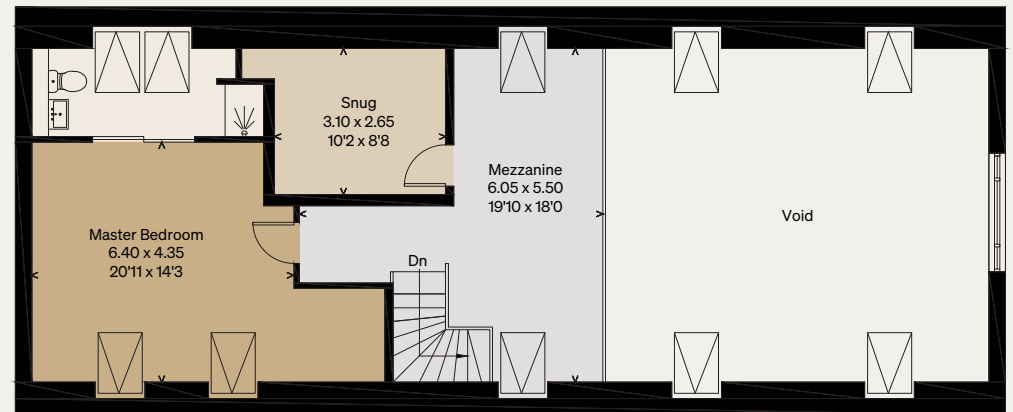 Snug
3.10 x 2.65
10'2 x 8'8
Mezzanine
6.05 x 5.50
19'10 x 18'0
Void
Master Bedroom
6.40 x 4.35
20'11 x 14'3
Dn